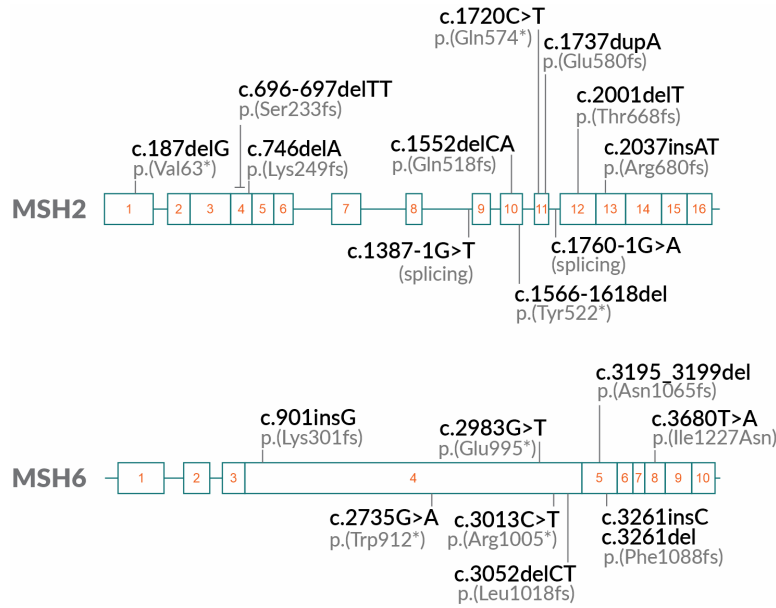 c.1720C>T
p.(Gln574*)
c.1737dupA
p.(Glu580fs)
c.696-697delTT
p.(Ser233fs)
c.2001delT
p.(Thr668fs)
c.187delG
p.(Val63*)
c.746delA
p.(Lys249fs)
c.1552delCA
p.(Gln518fs)
c.2037insAT
p.(Arg680fs)
MSH2
1 2 3 4 5 6 7 8 9 10 11 12 13 14 15 16
c.1387-1G>T
(splicing)
c.1760-1G>A
(splicing)
c.1566-1618del
p.(Tyr522*)
c.3195_3199del
p.(Asn1065fs)
c.901insG
p.(Lys301fs)
c.2983G>T
p.(Glu995*)
c.3680T>A
p.(Ile1227Asn)
MSH6
1 2 3 4 5 6 7 8 9 10
c.2735G>A
p.(Trp912*)
c.3013C>T
p.(Arg1005*)
c.3261insC
c.3261del
p.(Phe1088fs)
c.3052delCT
p.(Leu1018fs)